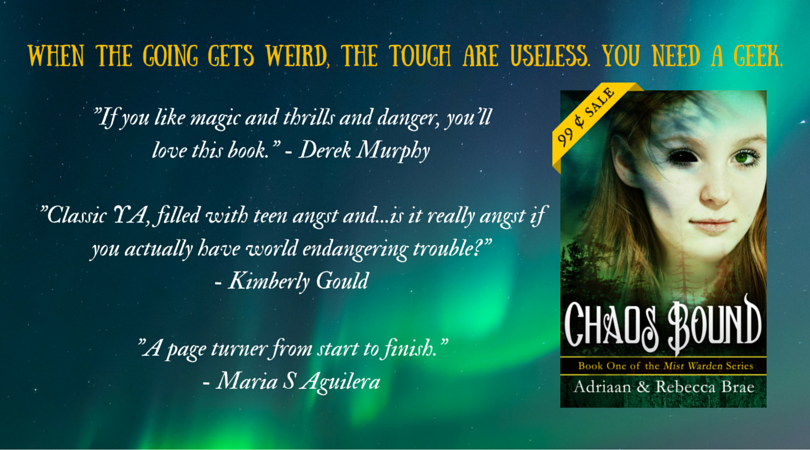 WHEN THE GOING GETS WEIRD, THE TOUGH ARE USELESS. YOU NEED A GEEK.
"If you like magic and thrills and danger, you'll
love this book." - Derek Murphy
"Classic YA, filled with teen angst and...is it really angst if
you actually have world endangering trouble?"
- Kimberly Gould
"A page turner from start to finish."
- Maria S Aguilera
99 ¢ SALE
CHAOS BOUND
Book One of the Mist Warden Series
Adriaan & Rebecca Brae